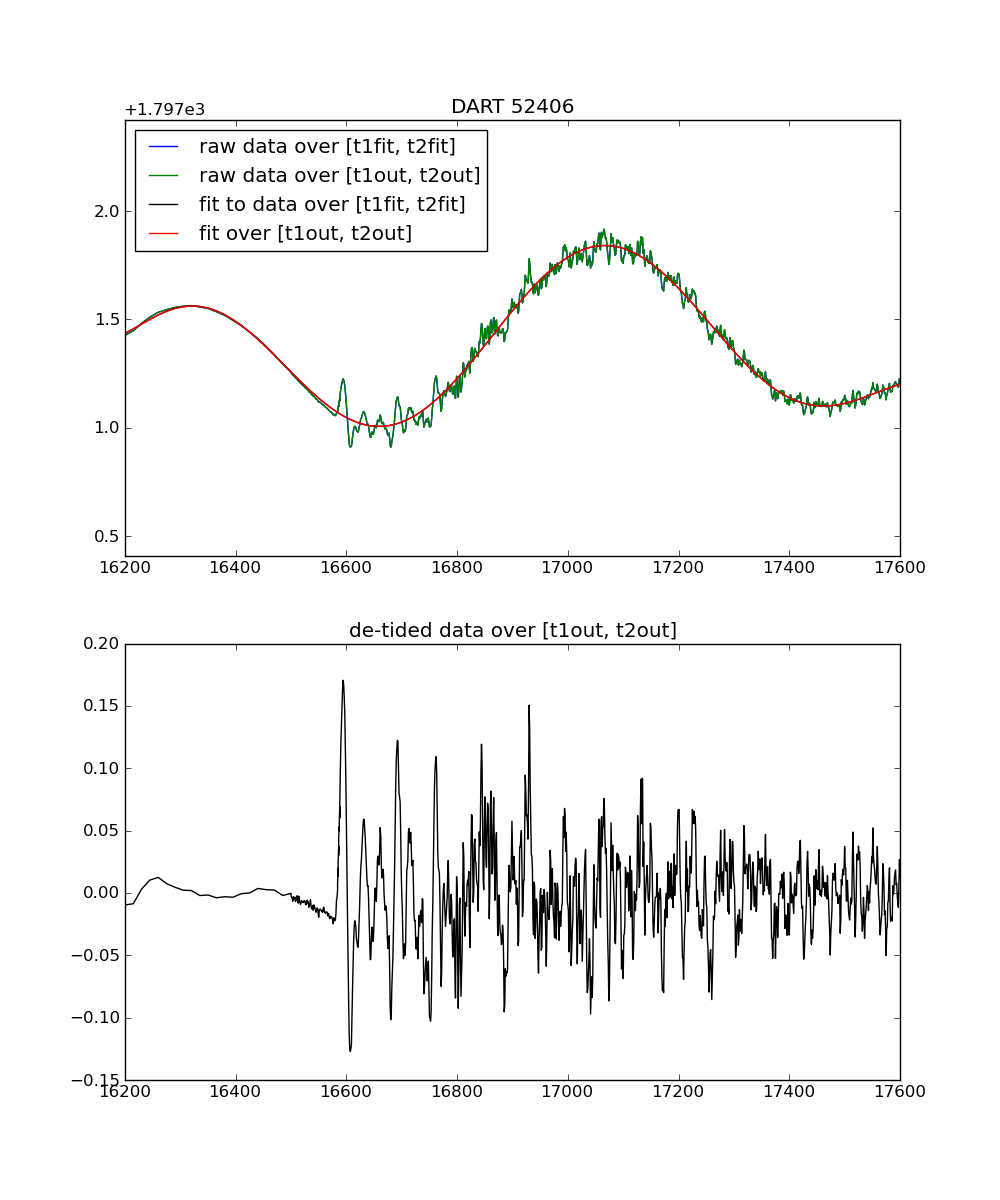 +1.797e3
DART 52406
raw data over [t1fit, t2fit]
raw data over [t1out, t2out]
fit to data over [t1fit, t2fit]
fit over [t1out, t2out]
2.0
1.5
1.0
0.5
16200 16400 16600 16800 17000 17200 17400 17600
de-tided data over [t1out, t2out]
0.20
0.15
0.10
0.05
0.00
−0.05
−0.10
−0.15
16200 16400 16600 16800 17000 17200 17400 17600